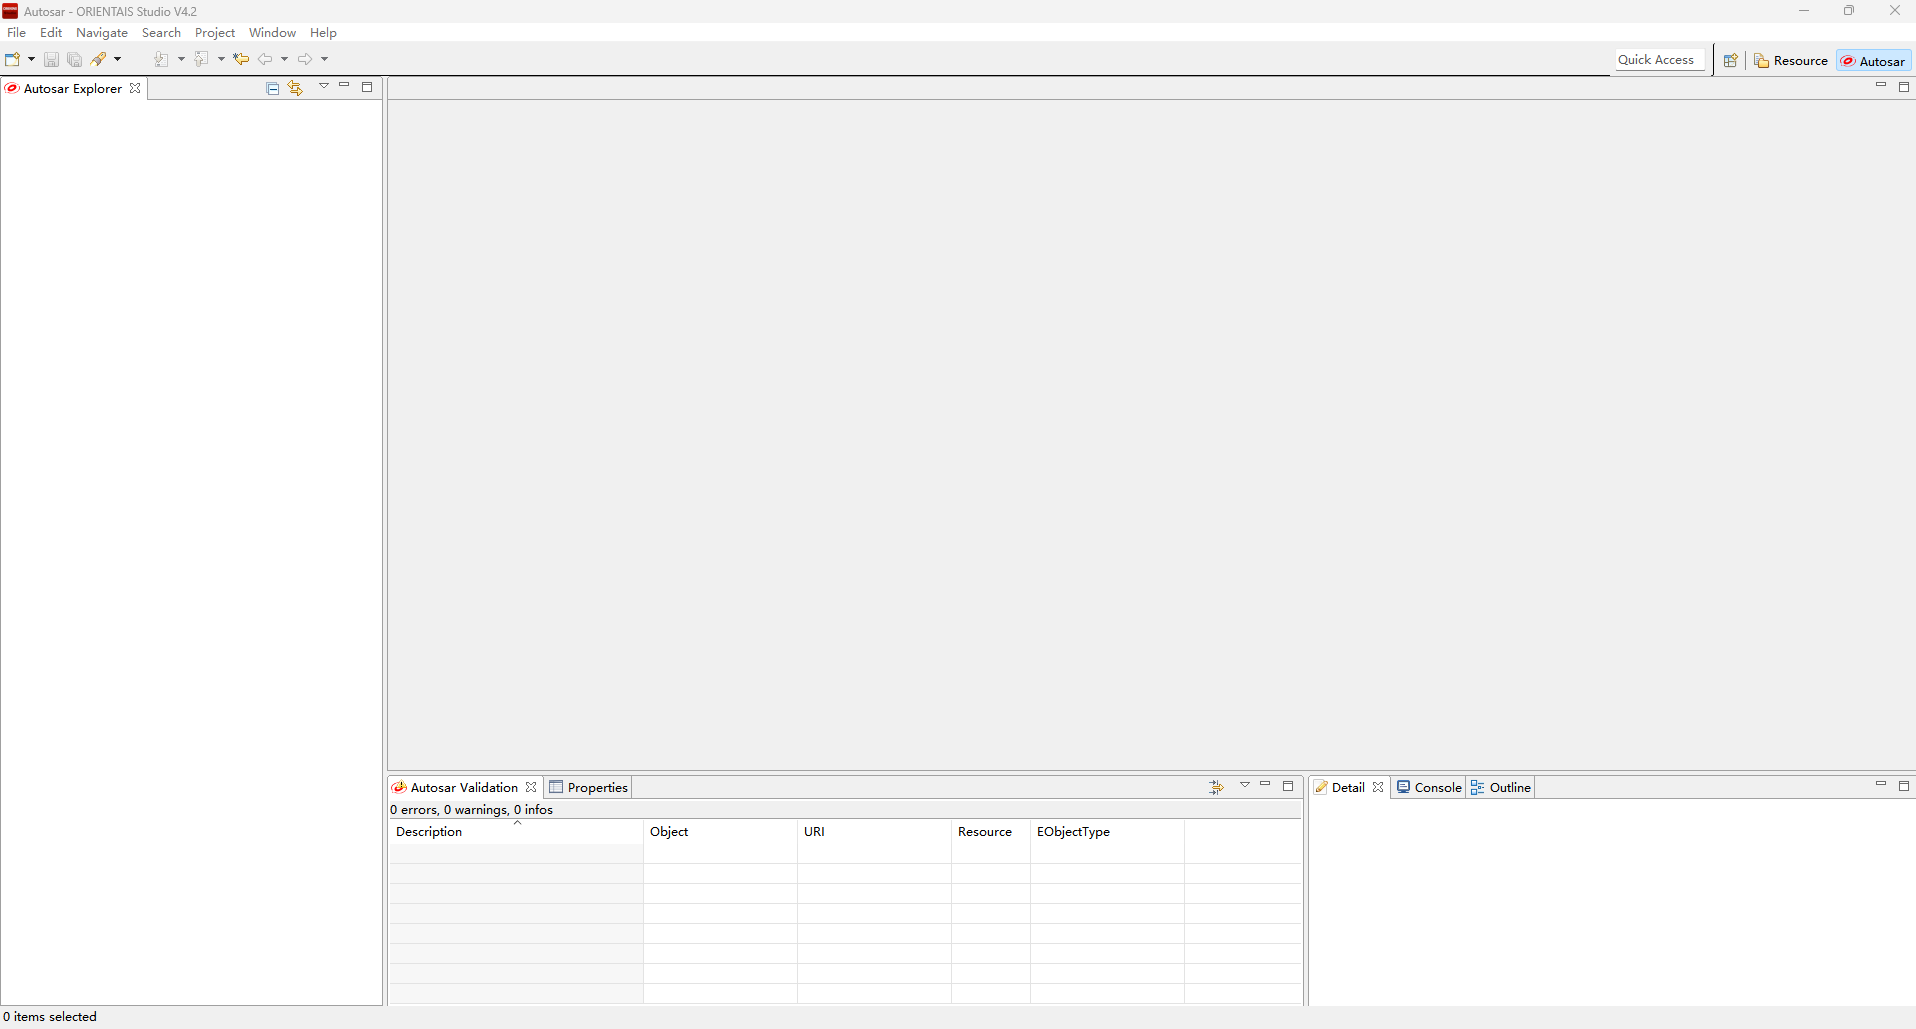 Autosar - ORIENTAIS Studio V4.2
File Edit Navigate Search Project Window Help
Quick Access Resource Autosar
Autosar Explorer
Autosar Validation Properties Detail Console Outline
0 errors, 0 warnings, 0 infos
Description Object URI Resource EObjectType
0 items selected